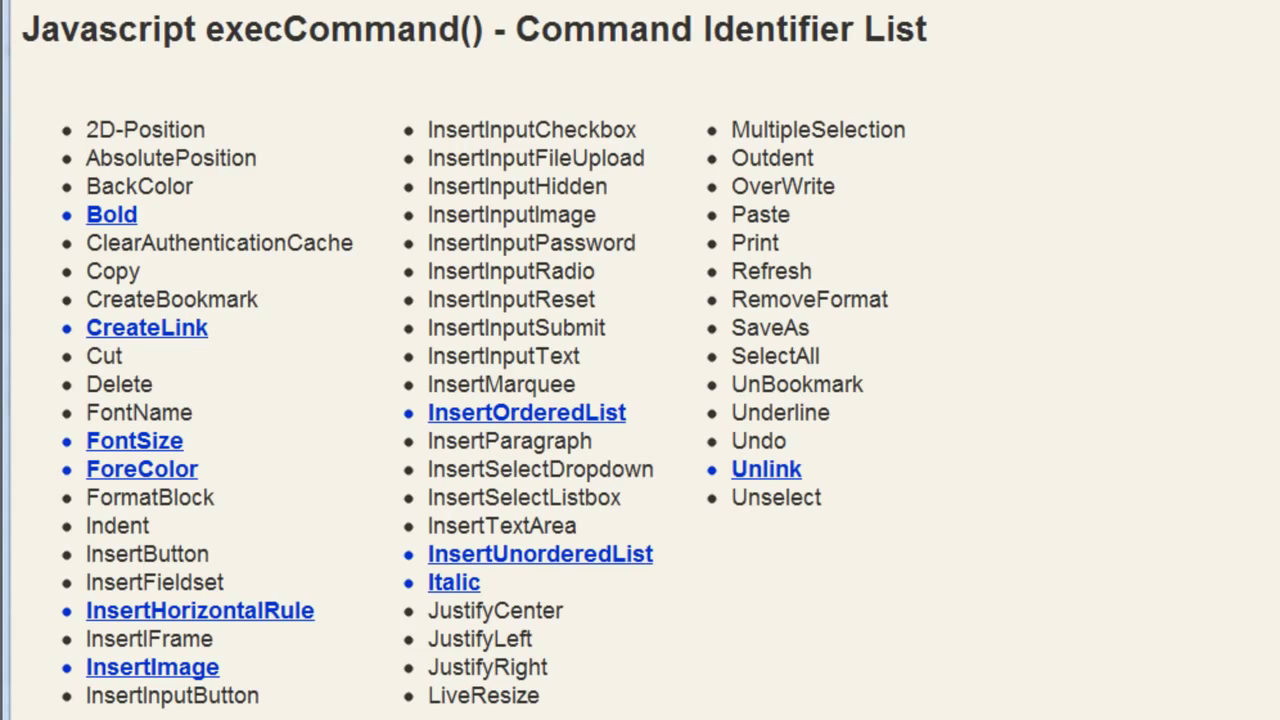 Javascript execCommand() - Command Identifier List
2D-Position
AbsolutePosition
BackColor
Bold
ClearAuthenticationCache
Copy
CreateBookmark
CreateLink
Cut
Delete
FontName
FontSize
ForeColor
FormatBlock
Indent
InsertButton
InsertFieldset
InsertHorizontalRule
InsertIFrame
InsertImage
InsertInputButton
InsertInputCheckbox
InsertInputFileUpload
InsertInputHidden
InsertInputImage
InsertInputPassword
InsertInputRadio
InsertInputReset
InsertInputSubmit
InsertInputText
InsertMarquee
InsertOrderedList
InsertParagraph
InsertSelectDropdown
InsertSelectListbox
InsertTextArea
InsertUnorderedList
Italic
JustifyCenter
JustifyLeft
JustifyRight
LiveResize
MultipleSelection
Outdent
OverWrite
Paste
Print
Refresh
RemoveFormat
SaveAs
SelectAll
UnBookmark
Underline
Undo
Unlink
Unselect